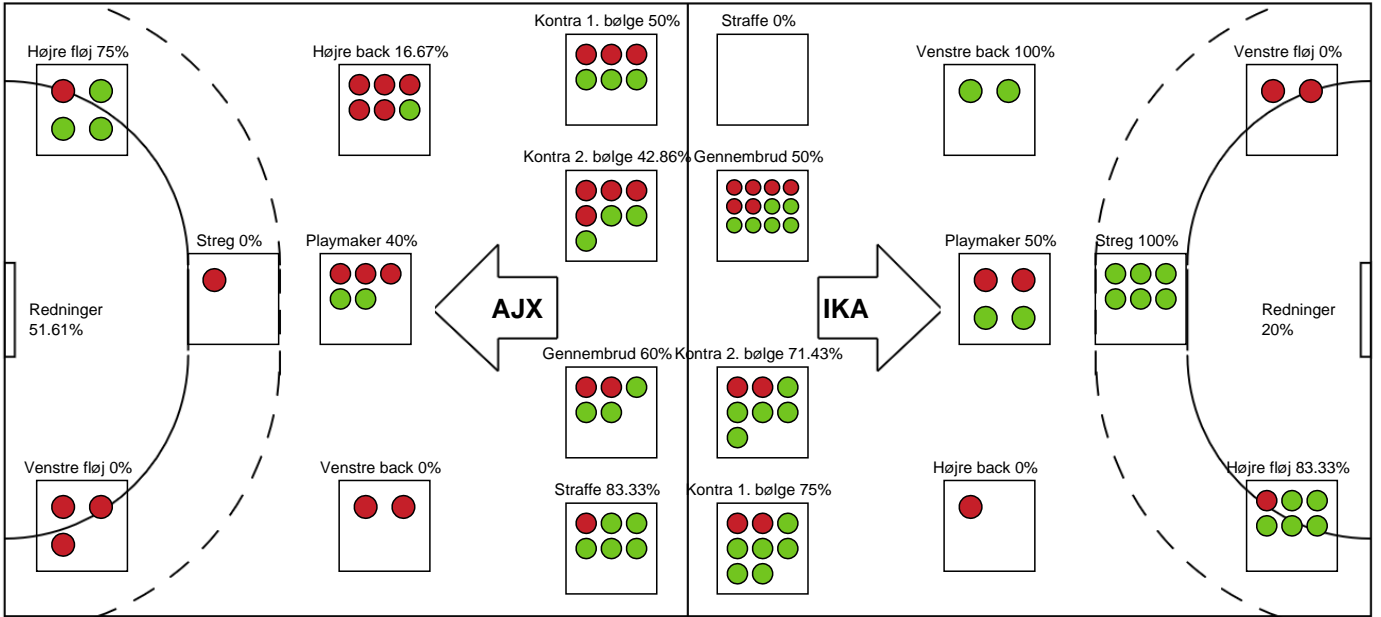 Kontra 1. bølge 50%
Straffe 0%
Højre fløj 75%
Højre back 16.67%
Venstre back 100%
Venstre fløj 0%
Kontra 2. bølge 42.86%
Gennembrud 50%
Streg 0%
Playmaker 40%
Playmaker 50%
Streg 100%
Redninger
51.61%
AJX
IKA
Redninger
20%
Gennembrud 60%
Kontra 2. bølge 71.43%
Venstre fløj 0%
Venstre back 0%
Højre back 0%
Højre fløj 83.33%
Straffe 83.33%
Kontra 1. bølge 75%